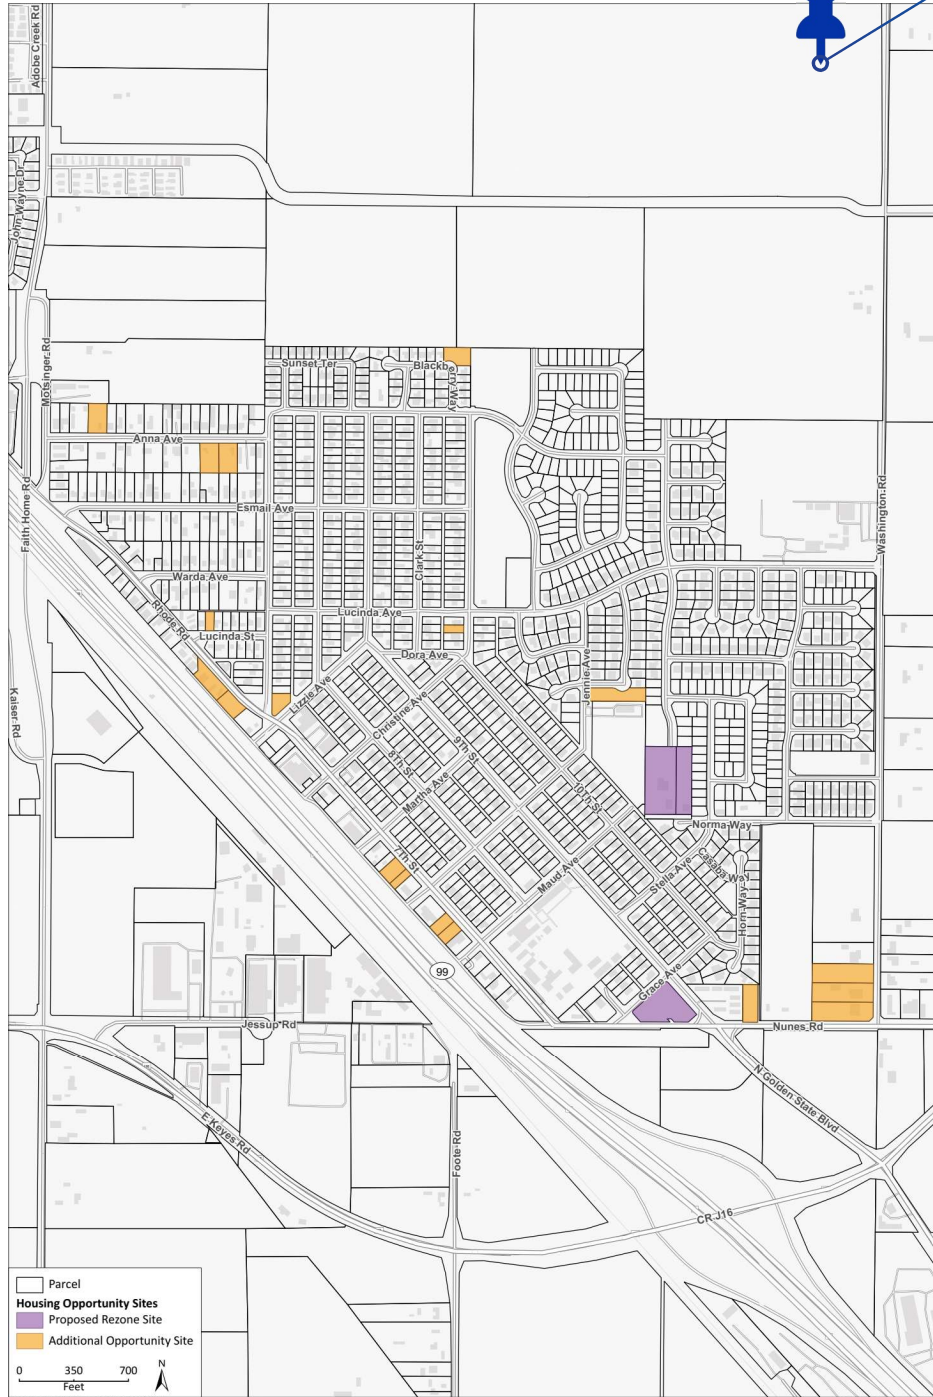 Adobe Creek Rd
John Wayne Dr
Motsinger Rd
Sunset Ter
Blackberry Way
Anna Ave
Faith Home Rd
Esmail Ave
Washington Rd
Clark St
Warda Ave
Rhode Rd
Lucinda Ave
Lucinda St
Dora Ave
Jennie Ave
Kaiser Rd
Lizzie Ave
Christine Ave
9Th St
8Th St
Martha Ave
10Th St
Norma Way
7Th St
Maud Ave
Stella Ave
Casaba Way
Horn Way
99
Grace Ave
Jessup Rd
Nunes Rd
N Golden State Blvd
E Keyes Rd
Foote Rd
CR J16
Parcel
Housing Opportunity Sites
Proposed Rezone Site
Additional Opportunity Site
0 350 700
Feet
N